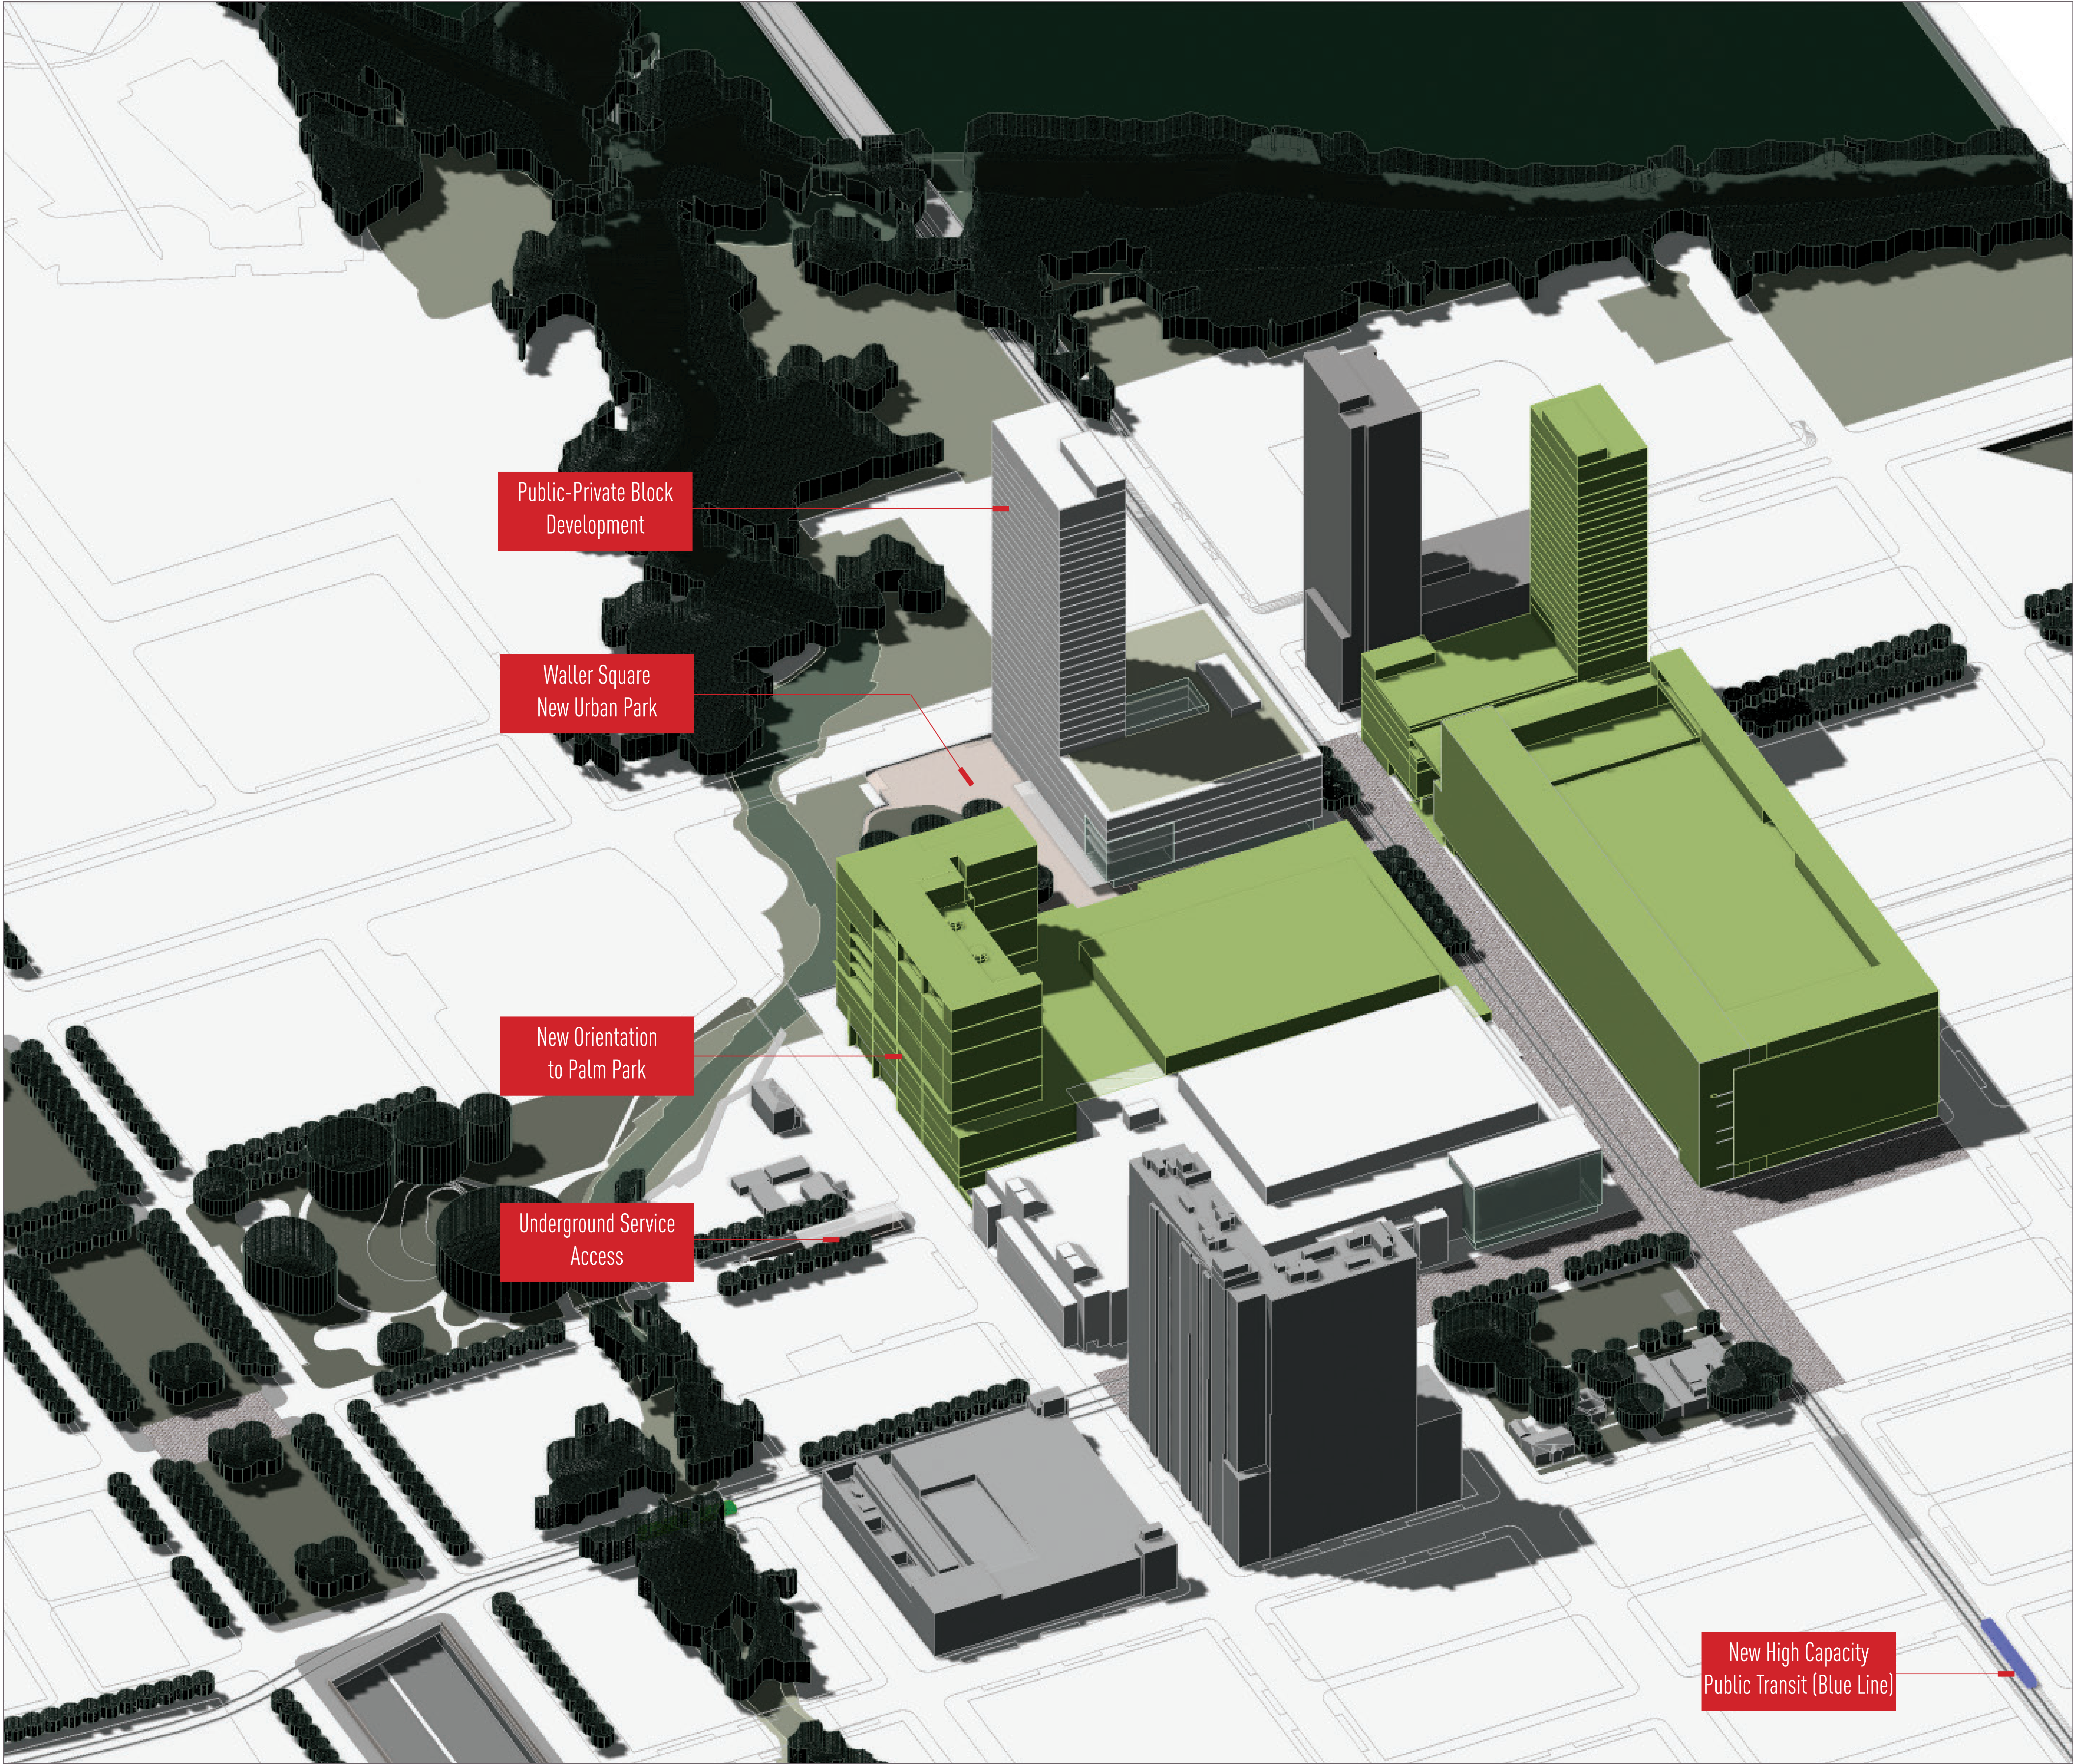 Public-Private Block
Development
Waller Square
New Urban Park
New Orientation
to Palm Park
Underground Service
Access
New High Capacity
Public Transit (Blue Line)